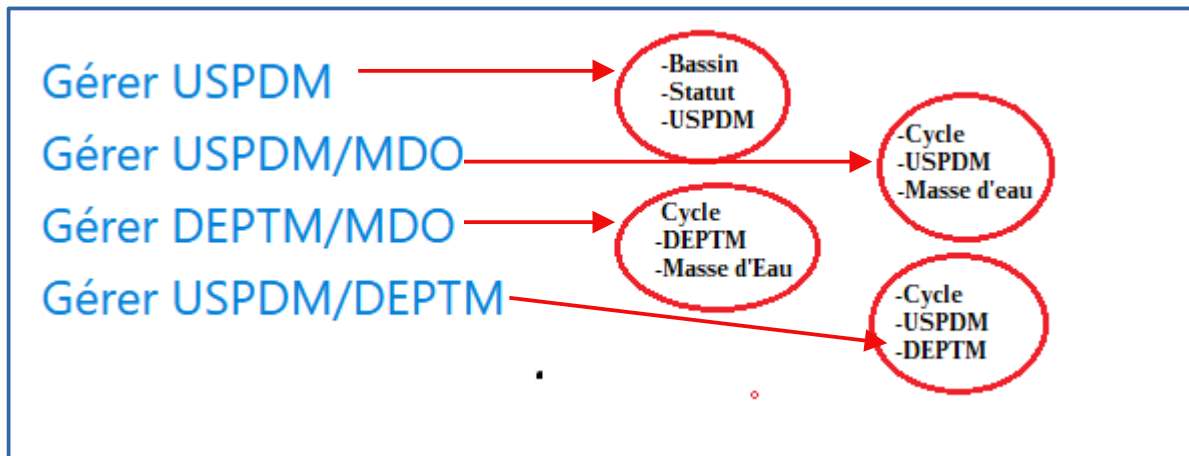 Gérer USPDM
-Bassin
-Statut
-USPDM
Gérer USPDM/MDO
-Cycle
-USPDM
-Masse d'eau
Gérer DEPTM/MDO
Cycle
-DEPTM
-Masse d'Eau
Gérer USPDM/DEPTM
-Cycle
-USPDM
-DEPTM